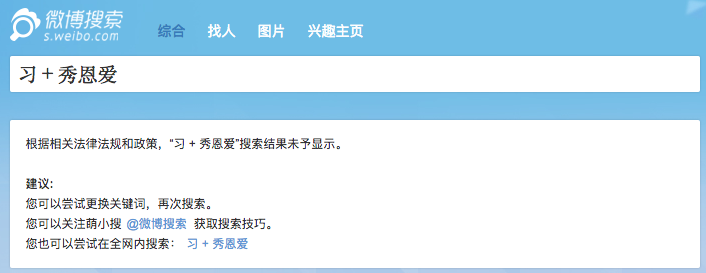 微博搜索
s.weibo.com
综合 找人 图片 兴趣主页
习 + 秀恩爱
根据相关法律法规和政策，"习 + 秀恩爱"搜索结果未予显示。
建议:
您可以尝试更换关键词，再次搜索。
您可以关注萌小搜 @微博搜索 获取搜索技巧。
您也可以尝试在全网内搜索： 习 + 秀恩爱